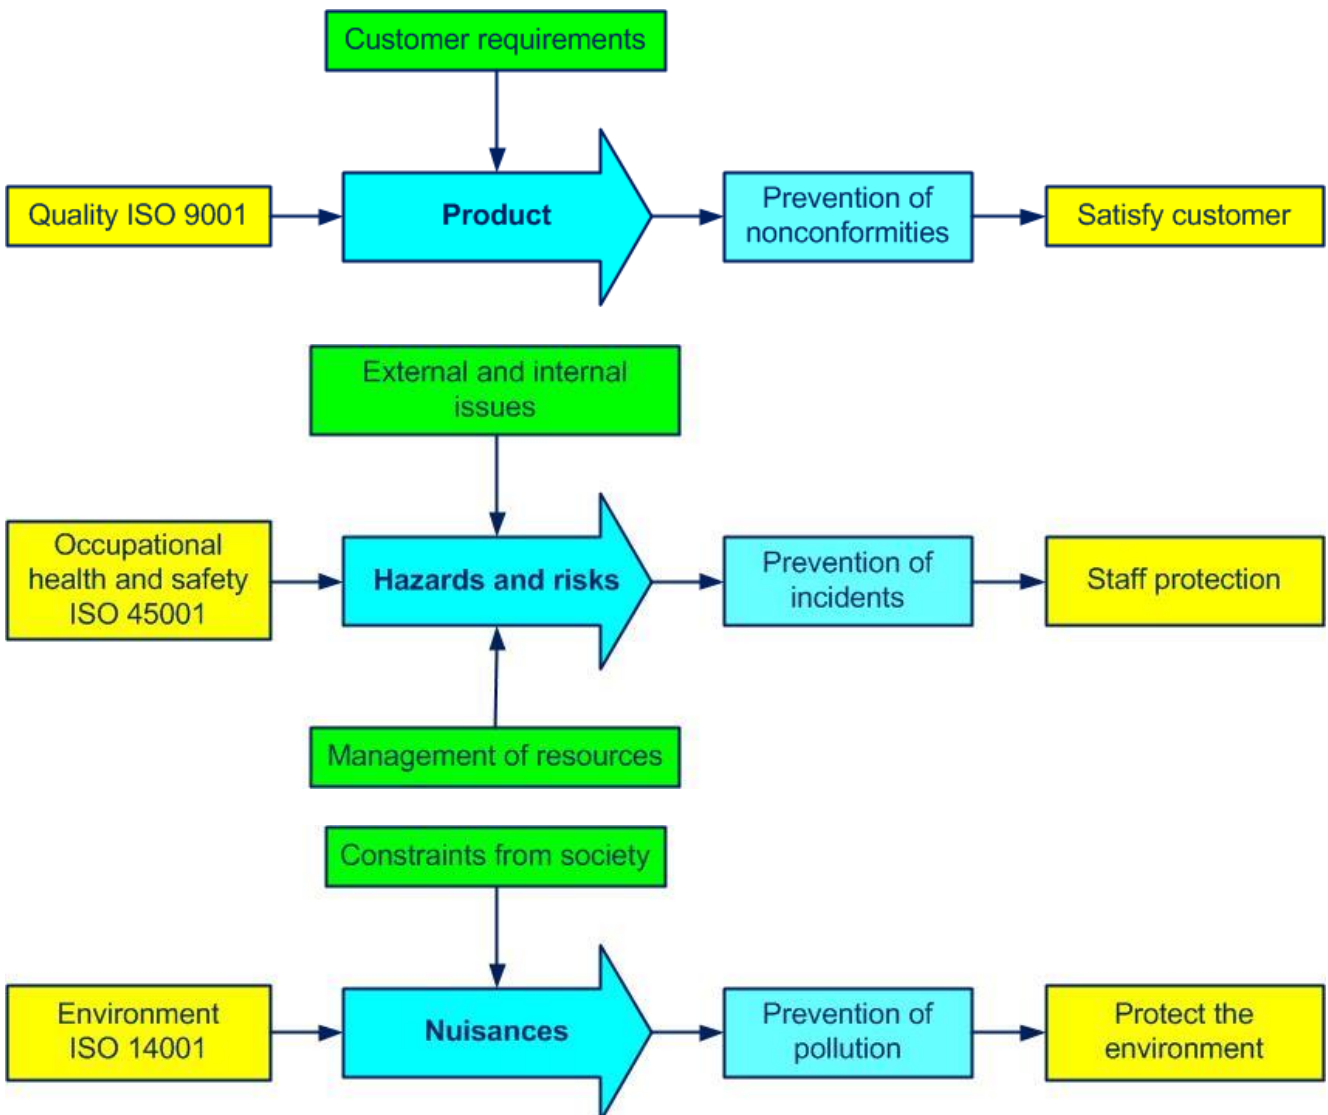 Customer requirements
Quality ISO 9001
Product
Prevention of
nonconformities
Satisfy customer
External and internal
issues
Occupational
health and safety
ISO 45001
Hazards and risks
Prevention of
incidents
Staff protection
Management of resources
Constraints from society
Environment
ISO 14001
Nuisances
Prevention of
pollution
Protect the
environment